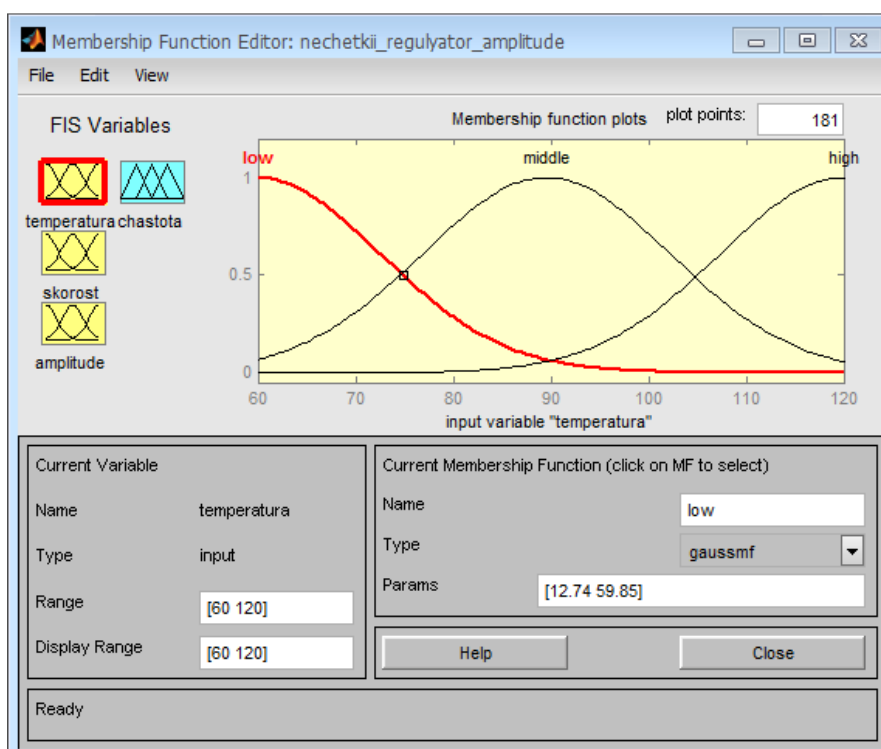 Membership Function Editor: nechetkii_regulyator_amplitude
File Edit View
FIS Variables
Membership function plots plot points: 181
low middle high
temperatura chastota
skorost
amplitude
1
0.5
0
60 70 80 90 100 110 120
input variable "temperatura"
Current Variable
Name temperatura
Type input
Range [60 120]
Display Range [60 120]
Current Membership Function (click on MF to select)
Name low
Type gaussmf
Params [12.74 59.85]
Help Close
Ready